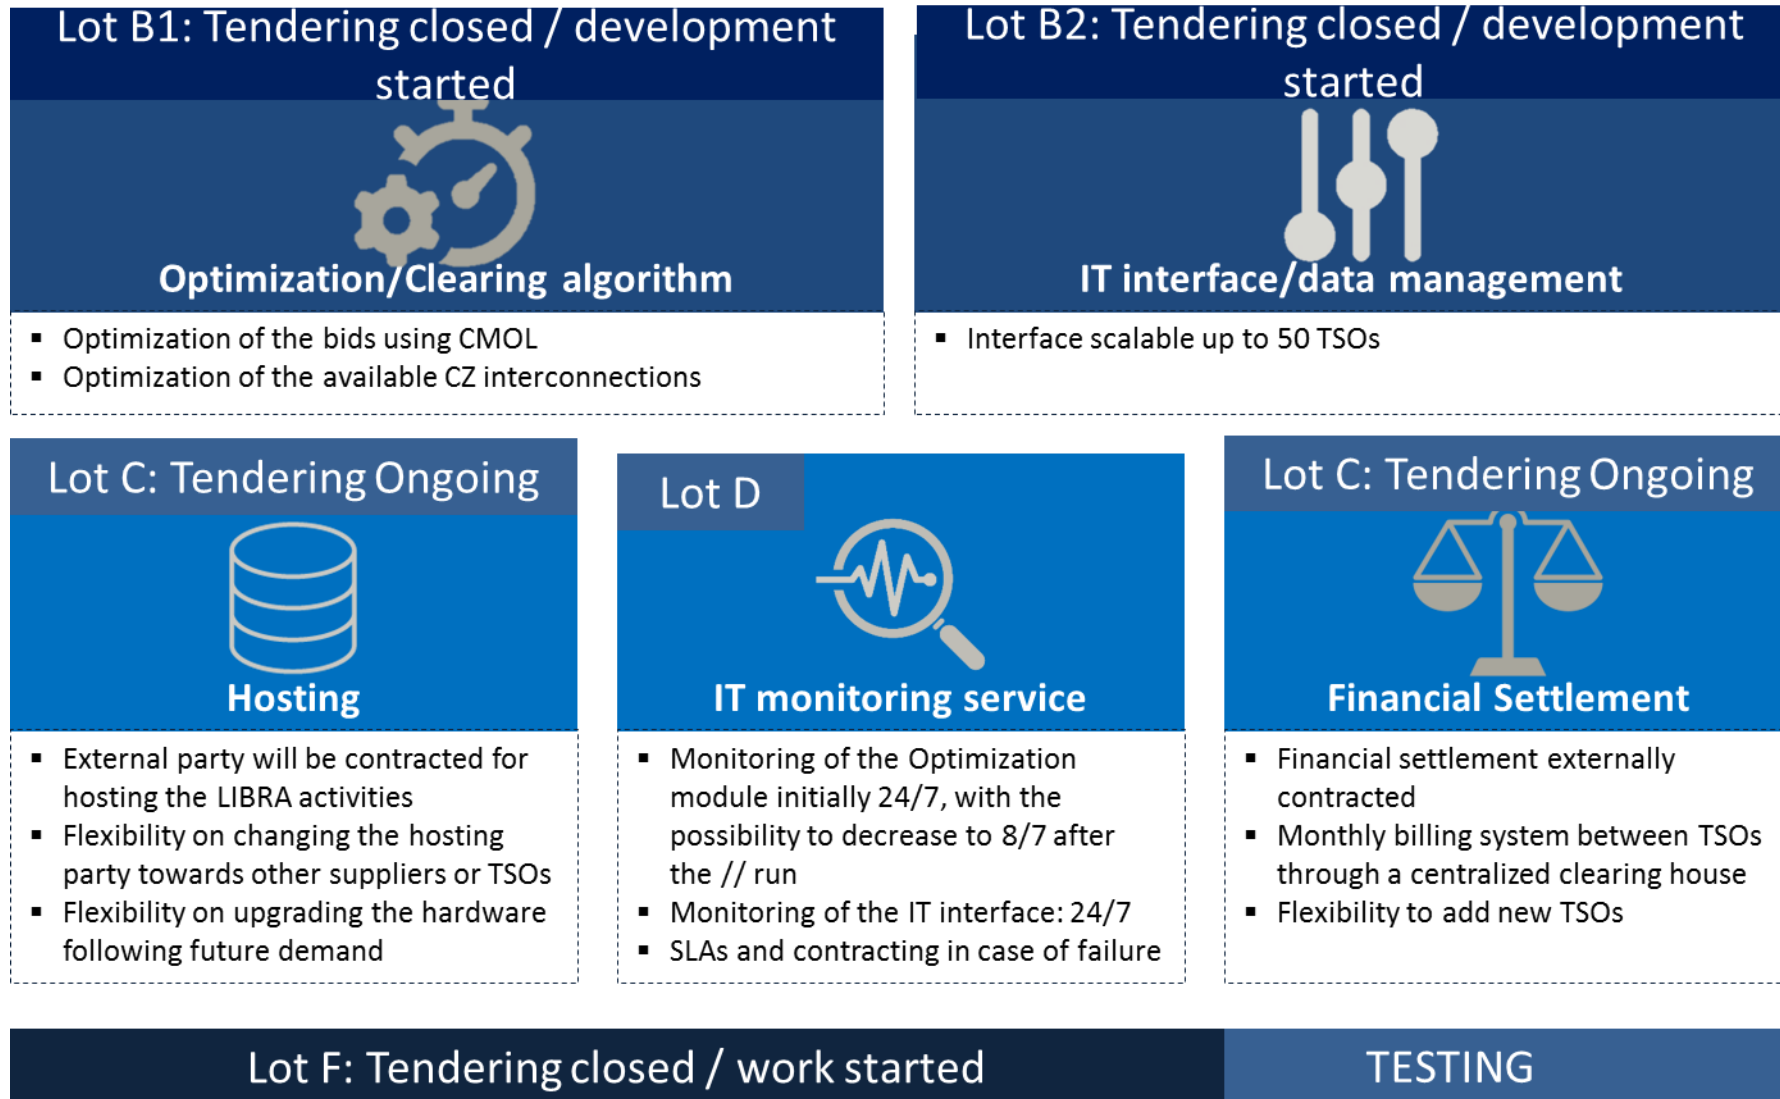 Lot B1: Tendering closed / development
started
Optimization/Clearing algorithm
▪ Optimization of the bids using CMOL
▪ Optimization of the available CZ interconnections
Lot B2: Tendering closed / development
started
IT interface/data management
▪ Interface scalable up to 50 TSOs
Lot C: Tendering Ongoing
Hosting
▪ External party will be contracted for
hosting the LIBRA activities
▪ Flexibility on changing the hosting
party towards other suppliers or TSOs
▪ Flexibility on upgrading the hardware
following future demand
Lot D
IT monitoring service
▪ Monitoring of the Optimization
module initially 24/7, with the
possibility to decrease to 8/7 after
the // run
▪ Monitoring of the IT interface: 24/7
▪ SLAs and contracting in case of failure
Lot C: Tendering Ongoing
Financial Settlement
▪ Financial settlement externally
contracted
▪ Monthly billing system between TSOs
through a centralized clearing house
▪ Flexibility to add new TSOs
Lot F: Tendering closed / work started
TESTING